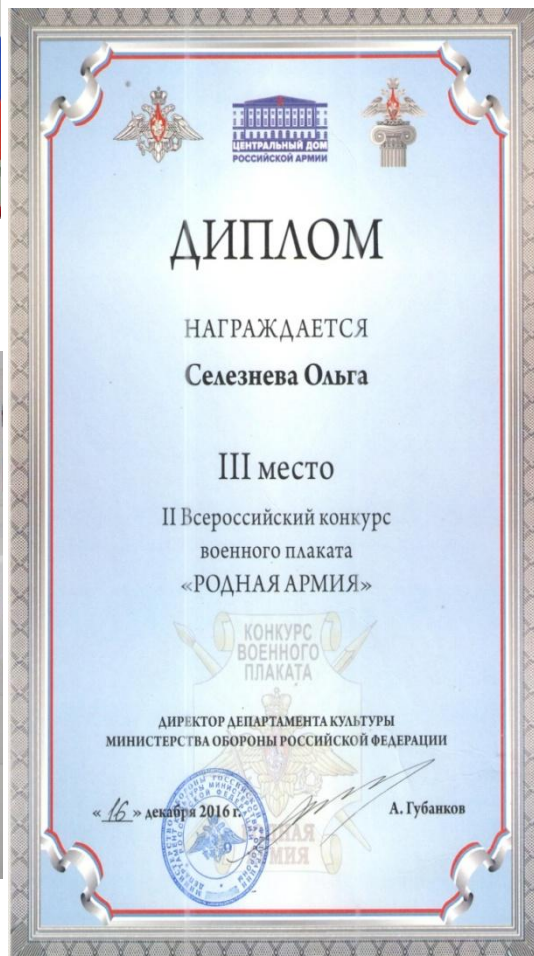 ЦЕНТРАЛЬНЫЙ ДОМ
РОССИЙСКОЙ АРМИИ
ДИПЛОМ
НАГРАЖДАЕТСЯ
Селезнева Ольга
III место
II Всероссийский конкурс
военного плаката
«РОДНАЯ АРМИЯ»
КОНКУРС
ВОЕННОГО
ПЛАКАТА
ДИРЕКТОР ДЕПАРТАМЕНТА КУЛЬТУРЫ
МИНИСТЕРСТВА ОБОРОНЫ РОССИЙСКОЙ ФЕДЕРАЦИИ
«16» декабря 2016 г.
А. Губанков